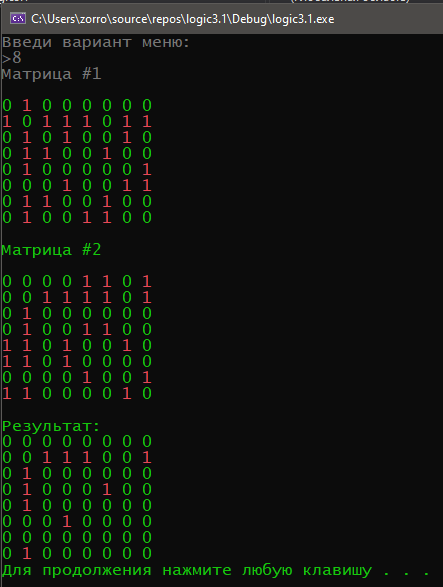 C:\Users\zorro\source\repos\logic3.1\Debug\logic3.1.exe
Введи вариант меню:
>8
Матрица #1
0 1 0 0 0 0 0 0
1 0 1 1 1 0 1 1
0 1 0 1 0 0 1 0
0 1 1 0 0 1 0 0
0 1 0 0 0 0 0 1
0 0 0 1 0 0 1 1
0 1 1 0 0 1 0 0
0 1 0 0 1 1 0 0
Матрица #2
0 0 0 0 1 1 0 1
0 0 1 1 1 1 0 1
0 1 0 0 0 0 0 0
0 1 0 0 1 1 0 0
1 1 0 1 0 0 1 0
1 1 0 1 0 0 0 0
0 0 0 0 1 0 0 1
1 1 0 0 0 0 1 0
Результат:
0 0 0 0 0 0 0 0
0 0 1 1 1 0 0 1
0 1 0 0 0 0 0 0
0 1 0 0 0 1 0 0
0 1 0 0 0 0 0 0
0 0 0 1 0 0 0 0
0 0 0 0 0 0 0 0
0 1 0 0 0 0 0 0
Для продолжения нажмите любую клавишу . . .